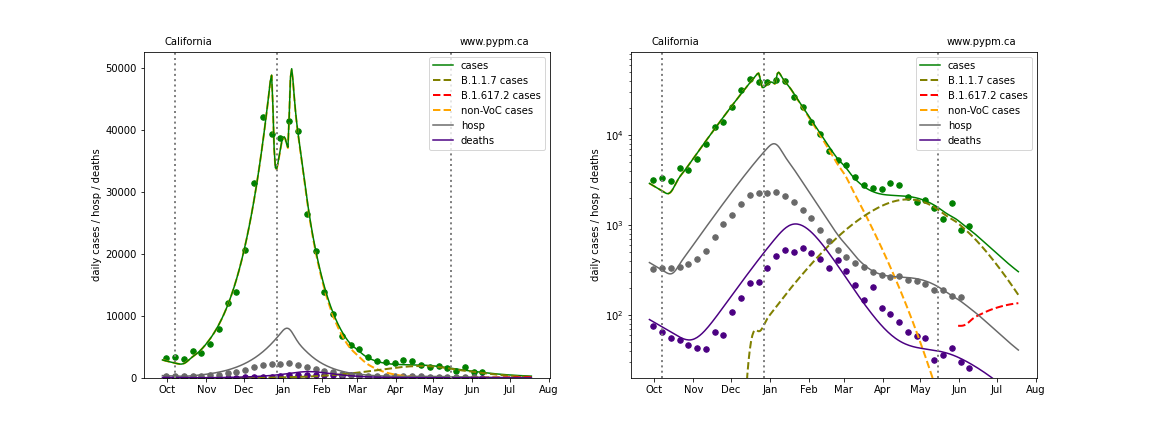 California www.pypm.ca
daily cases / hosp / deaths
50000
40000
30000
20000
10000
0
Oct Nov Dec Jan Feb Mar Apr May Jun Jul Aug
cases
B.1.1.7 cases
B.1.617.2 cases
non-VoC cases
hosp
deaths
California www.pypm.ca
daily cases / hosp / deaths
10⁴
10³
10²
Oct Nov Dec Jan Feb Mar Apr May Jun Jul Aug
cases
B.1.1.7 cases
B.1.617.2 cases
non-VoC cases
hosp
deaths